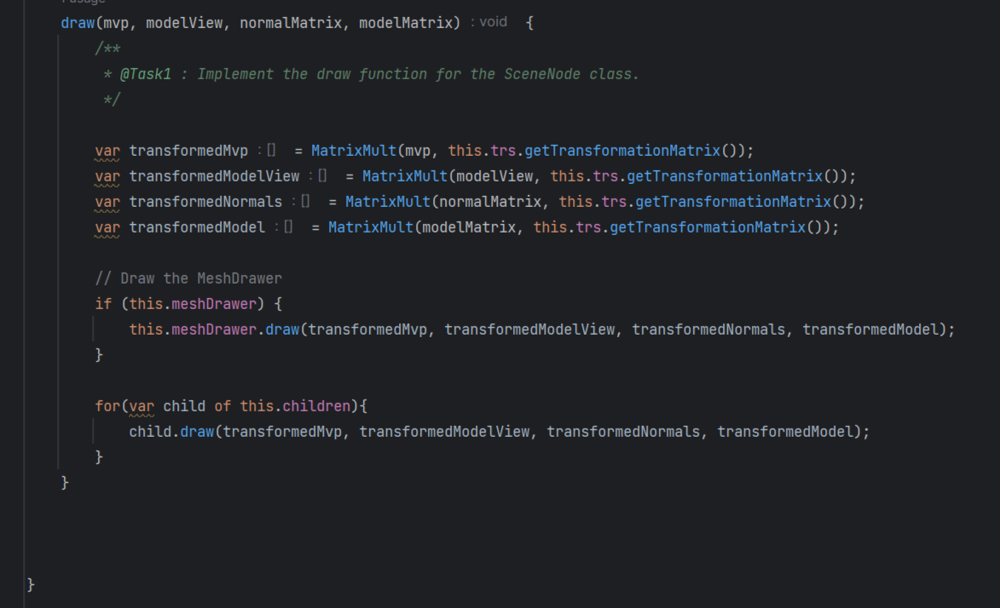 1 usage
draw(mvp, modelView, normalMatrix, modelMatrix) : void {
/**
* @Task1 : Implement the draw function for the SceneNode class.
*/
var transformedMvp : [] = MatrixMult(mvp, this.trs.getTransformationMatrix());
var transformedModelView : [] = MatrixMult(modelView, this.trs.getTransformationMatrix());
var transformedNormals : [] = MatrixMult(normalMatrix, this.trs.getTransformationMatrix());
var transformedModel : [] = MatrixMult(modelMatrix, this.trs.getTransformationMatrix());
// Draw the MeshDrawer
if (this.meshDrawer) {
this.meshDrawer.draw(transformedMvp, transformedModelView, transformedNormals, transformedModel);
}
for(var child of this.children){
child.draw(transformedMvp, transformedModelView, transformedNormals, transformedModel);
}
}
}